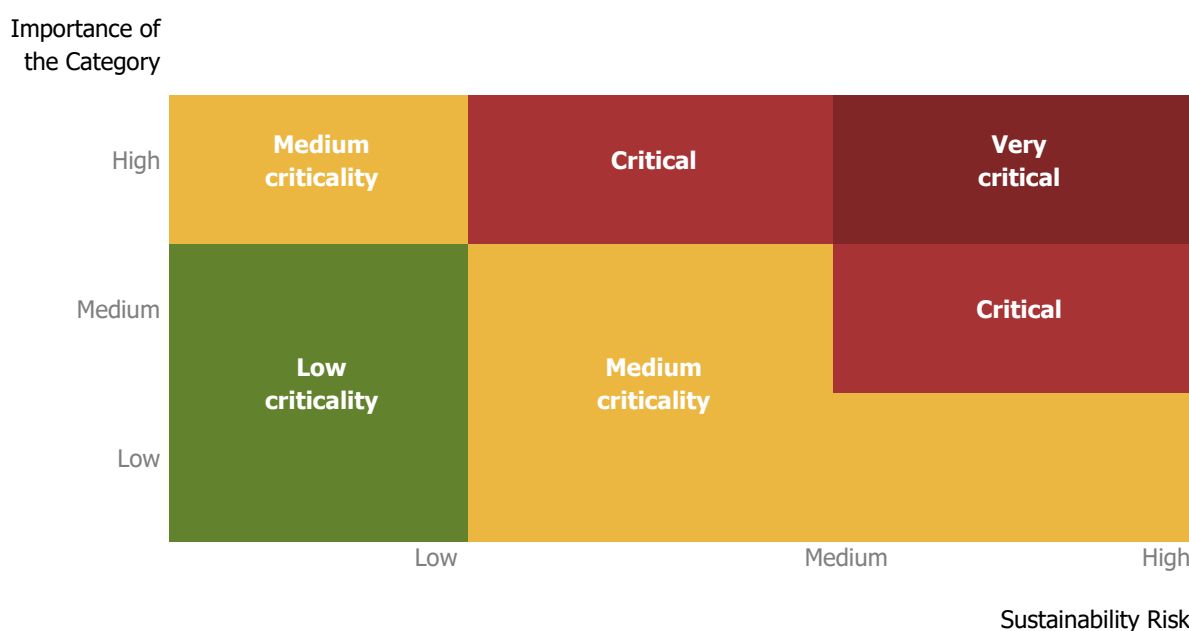 Importance of
the Category
High
Medium
criticality
Critical
Very
critical
Medium
Critical
Low
criticality
Medium
criticality
Low
Low
Medium
High
Sustainability Risk